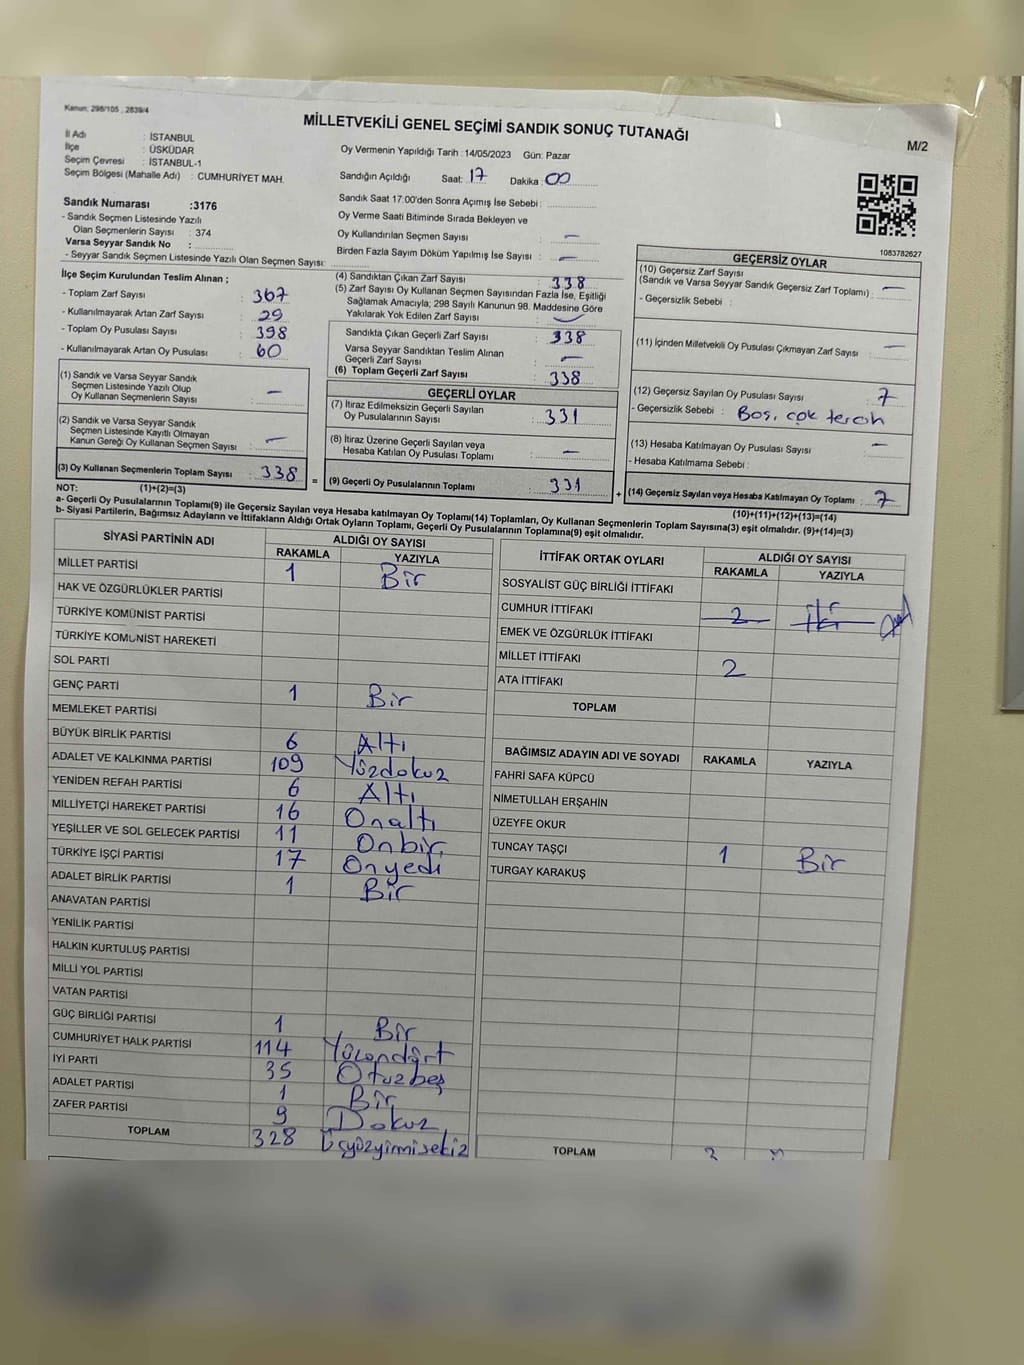 Kanun: 298/105 , 2839/4
MİLLETVEKİLİ GENEL SEÇİMİ SANDIK SONUÇ TUTANAĞI
M/2
İl Adı : İSTANBUL
İlçe : ÜSKÜDAR
Seçim Çevresi : İSTANBUL-1
Seçim Bölgesi (Mahalle Adı) : CUMHURİYET MAH.
Oy Vermenin Yapıldığı Tarih : 14/05/2023 Gün: Pazar
Sandığın Açıldığı Saat: 17 Dakika : 00
Sandık Saat 17:00'den Sonra Açımış İse Sebebi :
Oy Verme Saati Bitiminde Sırada Bekleyen ve
Oy Kullandırılan Seçmen Sayısı : –
Birden Fazla Sayım Döküm Yapılmış İse Sayısı : –
Sandık Numarası :3176
- Sandık Seçmen Listesinde Yazılı
Olan Seçmenlerin Sayısı : 374
Varsa Seyyar Sandık No :
- Seyyar Sandık Seçmen Listesinde Yazılı Olan Seçmen Sayısı:
1083782627
İlçe Seçim Kurulundan Teslim Alınan ;
- Toplam Zarf Sayısı : 367
- Kullanılmayarak Artan Zarf Sayısı : 29
- Toplam Oy Pusulası Sayısı : 398
- Kullanılmayarak Artan Oy Pusulası : 60
(1) Sandık ve Varsa Seyyar Sandık
Seçmen Listesinde Yazılı Olup
Oy Kullanan Seçmenlerin Sayısı : –
(2) Sandık ve Varsa Seyyar Sandık
Seçmen Listesinde Kayıtlı Olmayan
Kanun Gereği Oy Kullanan Seçmen Sayısı : –
(3) Oy Kullanan Seçmenlerin Toplam Sayısı : 338
(4) Sandıktan Çıkan Zarf Sayısı : 338
(5) Zarf Sayısı Oy Kullanan Seçmen Sayısından Fazla İse, Eşitliği
Sağlamak Amacıyla; 298 Sayılı Kanunun 98. Maddesine Göre
Yakılarak Yok Edilen Zarf Sayısı : –
Sandıkta Çıkan Geçerli Zarf Sayısı : 338
Varsa Seyyar Sandıktan Teslim Alınan
Geçerli Zarf Sayısı : –
(6) Toplam Geçerli Zarf Sayısı : 338
GEÇERLİ OYLAR
(7) İtiraz Edilmeksizin Geçerli Sayılan
Oy Pusulalarının Sayısı : 331
(8) İtiraz Üzerine Geçerli Sayılan veya
Hesaba Katılan Oy Pusulası Toplamı : –
= (9) Geçerli Oy Pusulalarının Toplamı : 331
GEÇERSİZ OYLAR
(10) Geçersiz Zarf Sayısı
(Sandık ve Varsa Seyyar Sandık Geçersiz Zarf Toplamı) : –
- Geçersizlik Sebebi :
(11) İçinden Milletvekili Oy Pusulası Çıkmayan Zarf Sayısı : –
(12) Geçersiz Sayılan Oy Pusulası Sayısı : 7
- Geçersizlik Sebebi : Boş, çok tercih
(13) Hesaba Katılmayan Oy Pusulası Sayısı : –
- Hesaba Katılmama Sebebi :
+ (14) Geçersiz Sayılan veya Hesaba Katılmayan Oy Toplamı : 7
NOT: (1)+(2)=(3) (10)+(11)+(12)+(13)=(14)
a- Geçerli Oy Pusulalarının Toplamı(9) ile Geçersiz Sayılan veya Hesaba katılmayan Oy Toplamı(14) Toplamları, Oy Kullanan Seçmenlerin Toplam Sayısına(3) eşit olmalıdır. (9)+(14)=(3)
b- Siyasi Partilerin, Bağımsız Adayların ve İttifakların Aldığı Ortak Oyların Toplamı, Geçerli Oy Pusulalarının Toplamına(9) eşit olmalıdır.
SİYASİ PARTİNİN ADI ALDIĞI OY SAYISI
RAKAMLA YAZIYLA
MİLLET PARTİSİ 1 Bir
HAK VE ÖZGÜRLÜKLER PARTİSİ
TÜRKİYE KOMÜNİST PARTİSİ
TÜRKİYE KOMÜNİST HAREKETİ
SOL PARTİ
GENÇ PARTİ 1 Bir
MEMLEKET PARTİSİ
BÜYÜK BİRLİK PARTİSİ 6 Altı
ADALET VE KALKINMA PARTİSİ 109 Yüzdokuz
YENİDEN REFAH PARTİSİ 6 Altı
MİLLİYETÇİ HAREKET PARTİSİ 16 Onaltı
YEŞİLLER VE SOL GELECEK PARTİSİ 11 Onbir
TÜRKİYE İŞÇİ PARTİSİ 17 Onyedi
ADALET BİRLİK PARTİSİ 1 Bir
ANAVATAN PARTİSİ
YENİLİK PARTİSİ
HALKIN KURTULUŞ PARTİSİ
MİLLİ YOL PARTİSİ
VATAN PARTİSİ
GÜÇ BİRLİĞİ PARTİSİ 1 Bir
CUMHURİYET HALK PARTİSİ 114 Yüzondört
İYİ PARTİ 35 Otuzbeş
ADALET PARTİSİ 1 Bir
ZAFER PARTİSİ 9 Dokuz
TOPLAM 328 Üçyüzyirmisekiz
İTTİFAK ORTAK OYLARI ALDIĞI OY SAYISI
RAKAMLA YAZIYLA
SOSYALİST GÜÇ BİRLİĞİ İTTİFAKI
CUMHUR İTTİFAKI 2 İki
EMEK VE ÖZGÜRLÜK İTTİFAKI
MİLLET İTTİFAKI 2
ATA İTTİFAKI
TOPLAM
BAĞIMSIZ ADAYIN ADI VE SOYADI RAKAMLA YAZIYLA
FAHRİ SAFA KÜPCÜ
NİMETULLAH ERŞAHİN
ÜZEYFE OKUR
TUNCAY TAŞÇI 1 Bir
TURGAY KARAKUŞ
TOPLAM